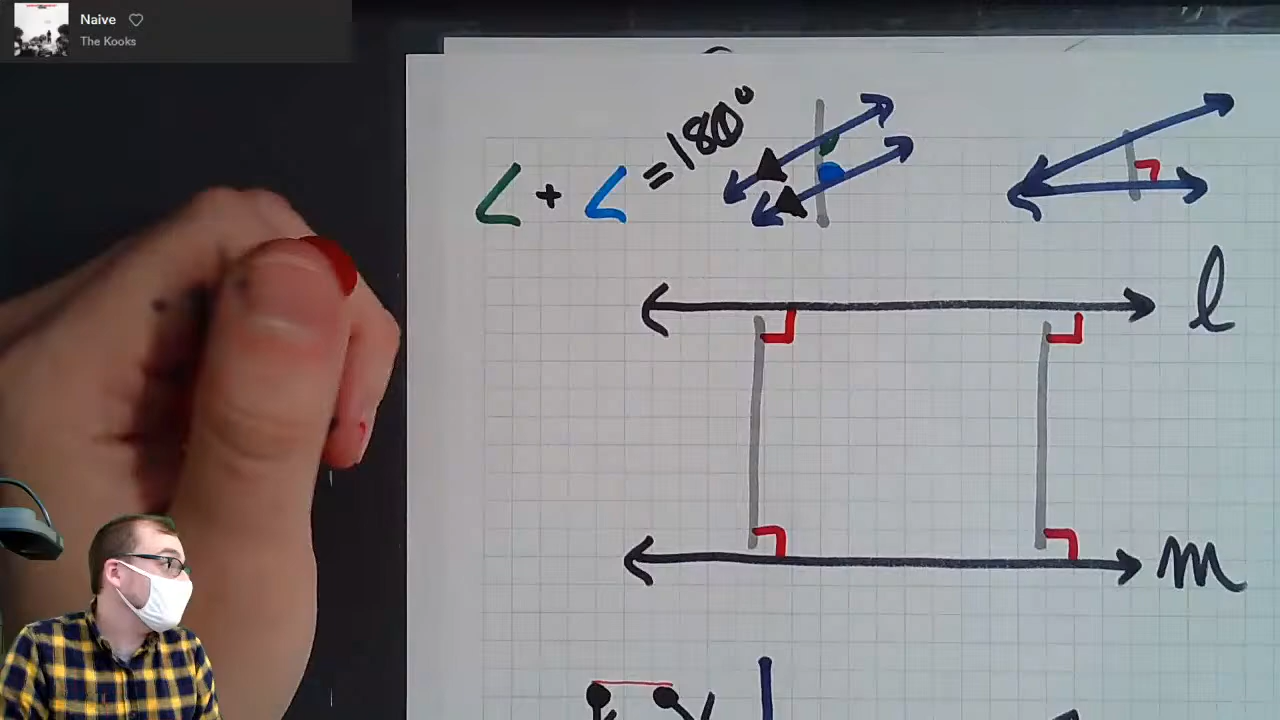 Naive
The Kooks
∠ + ∠ = 180°
l
m